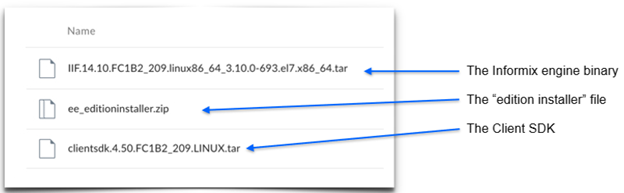 Name
IIF.14.10.FC1B2_209.linux86_64_3.10.0-693.el7.x86_64.tar
The Informix engine binary
ee_editioninstaller.zip
The “edition installer” file
clientsdk.4.50.FC1B2_209.LINUX.tar
The Client SDK